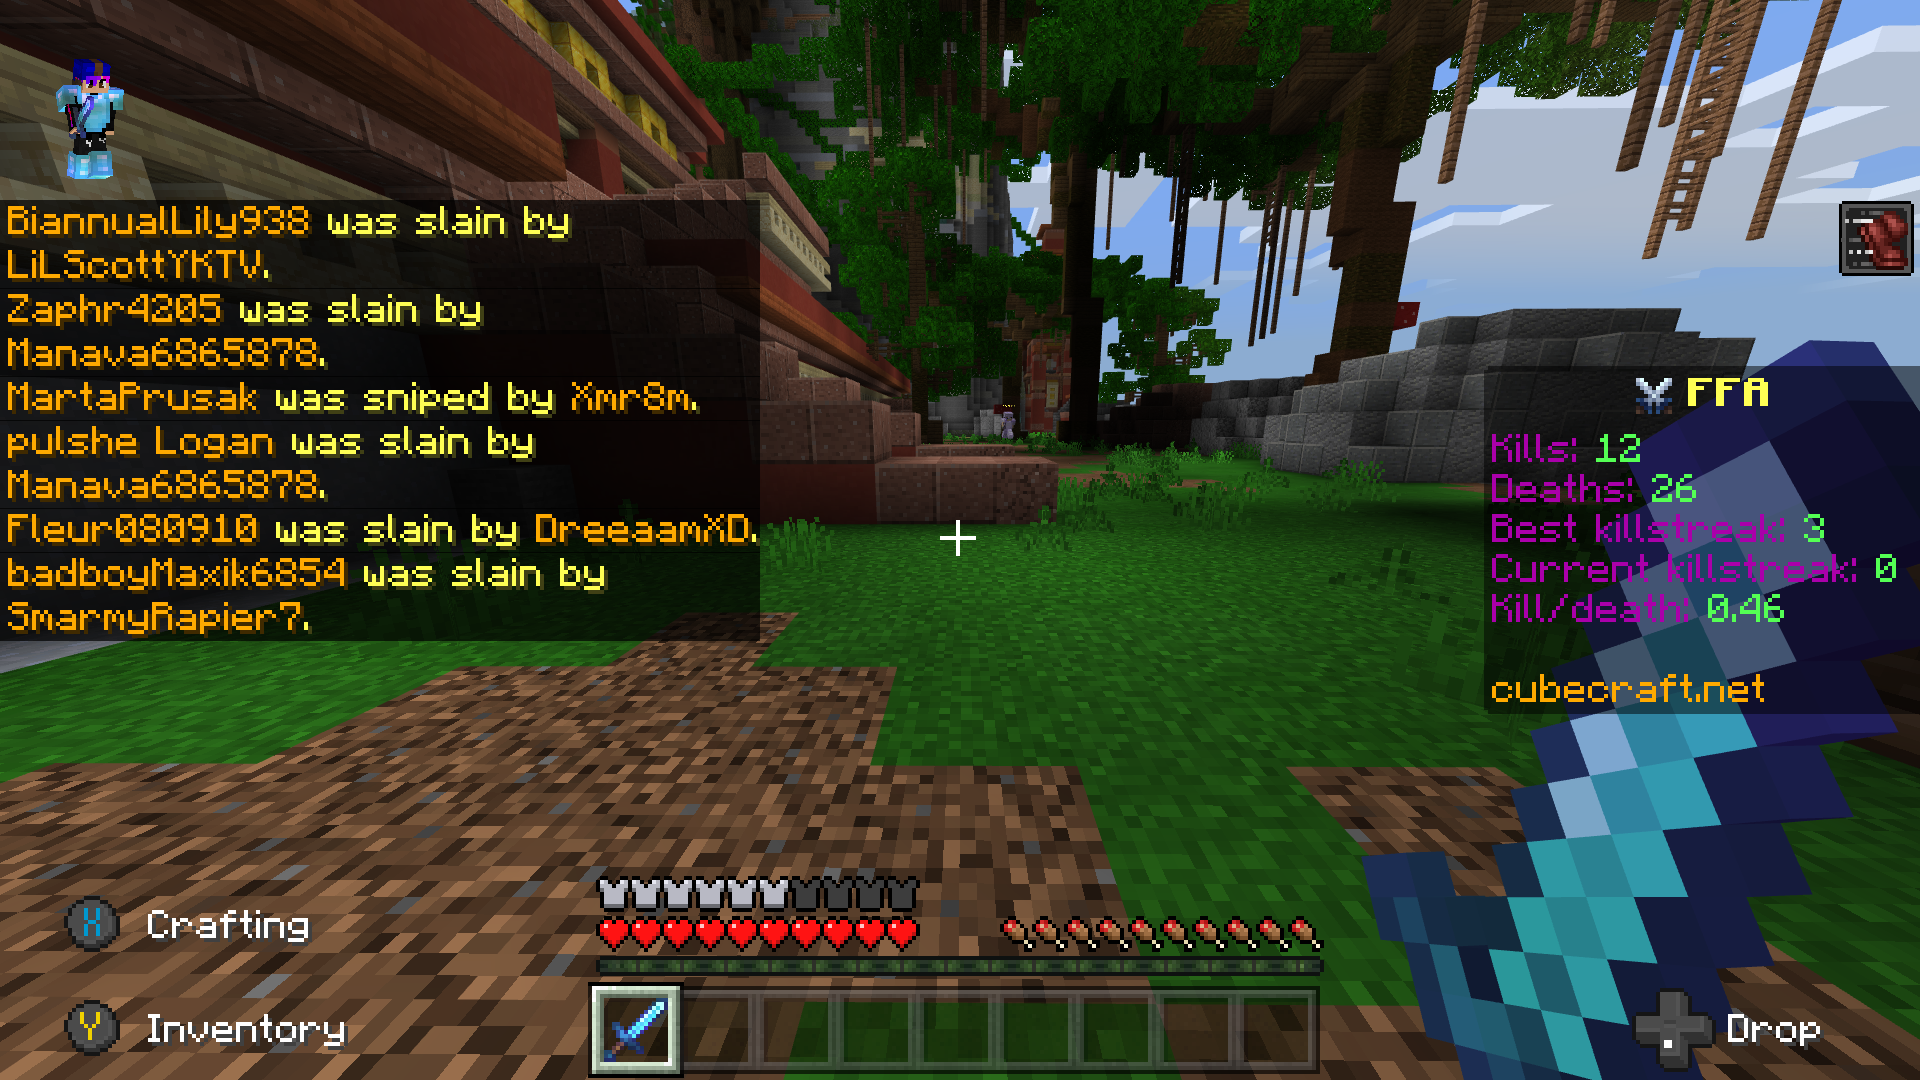 BiannualLily938 was slain by
LiLScottYKTV.
Zaphr4205 was slain by
Manava6865878.
MartaPrusak was sniped by Xmr8m.
pulshe Logan was slain by
Manava6865878.
Fleur080910 was slain by DreeaamXD.
badboyMaxik6854 was slain by
SmarmyRapier7.
FFA
Kills: 12
Deaths: 26
Best killstreak: 3
Current killstreak: 0
Kill/death: 0.46
cubecraft.net
X Crafting
Y Inventory
Drop